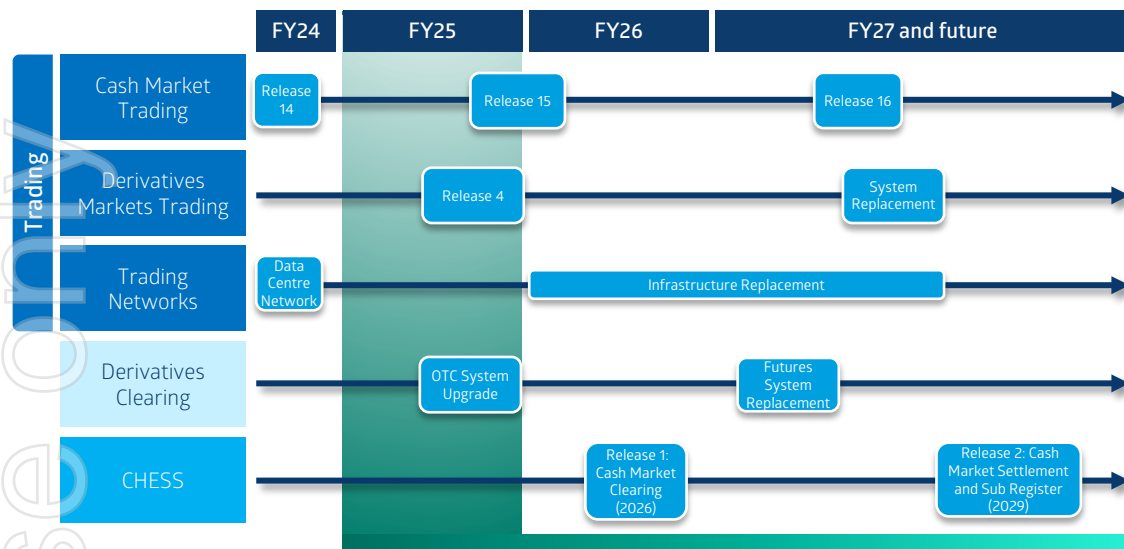 FY24
FY25
FY26
FY27 and future
Trading
Cash Market
Trading
Release
14
Release 15
Release 16
Derivatives
Markets Trading
Release 4
System
Replacement
Trading
Networks
Data
Centre
Network
Infrastructure Replacement
Derivatives
Clearing
OTC System
Upgrade
Futures
System
Replacement
CHESS
Release 1:
Cash Market
Clearing
(2026)
Release 2: Cash
Market Settlement
and Sub Register
(2029)
only